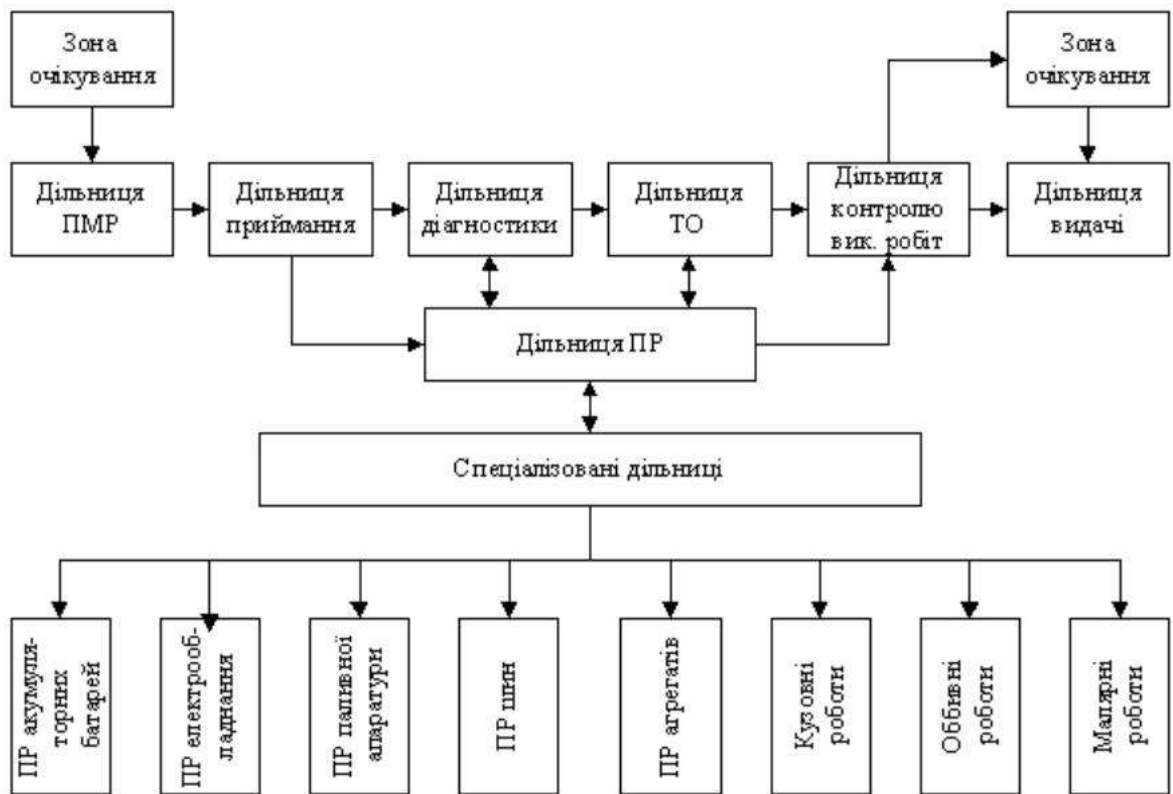 Зона
очікування
Зона
очікування
Дільниця
ПМР
Дільниця
приймання
Дільниця
діагностики
Дільниця
ТО
Дільниця
контролю
вик. робіт
Дільниця
видачі
Дільниця ПР
Спеціалізовані дільниці
ПР акумуля-
торних
батарей
ПР електрооб-
ладнання
ПР паливної
апаратури
ПР шин
ПР агрегатів
Кузовні
роботи
Оббивні
роботи
Малярні
роботи